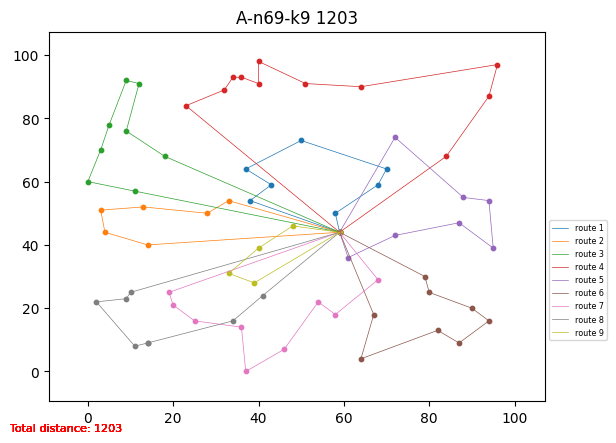 A-n69-k9 1203
100
80
60
40
20
0
0 20 40 60 80 100
route 1
route 2
route 3
route 4
route 5
route 6
route 7
route 8
route 9
Total distance: 1203